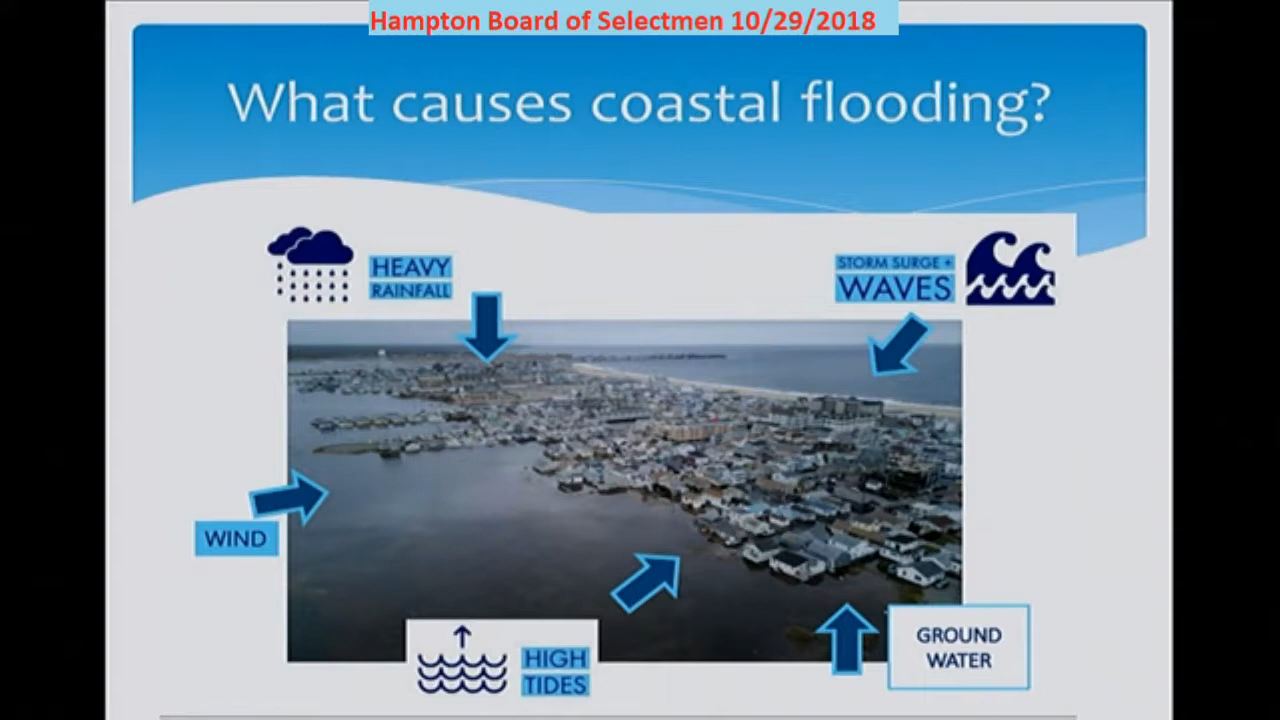 Hampton Board of Selectmen 10/29/2018
What causes coastal flooding?
HEAVY
RAINFALL
STORM SURGE +
WAVES
WIND
HIGH
TIDES
GROUND
WATER